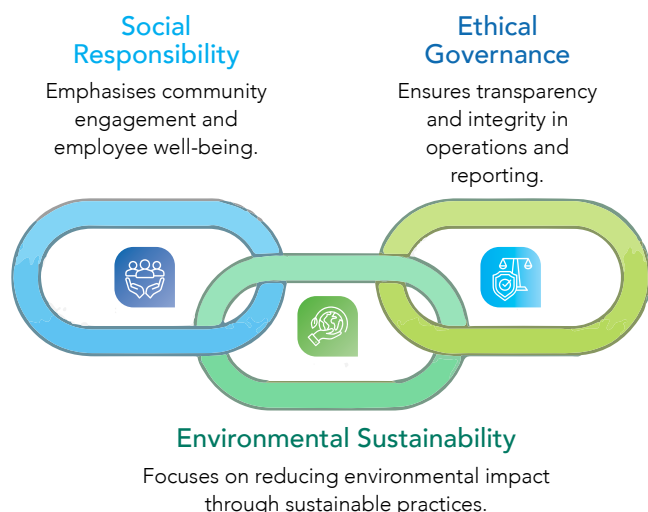 Social
Responsibility
Emphasises community
engagement and
employee well-being.
Ethical
Governance
Ensures transparency
and integrity in
operations and
reporting.
Environmental Sustainability
Focuses on reducing environmental impact
through sustainable practices.